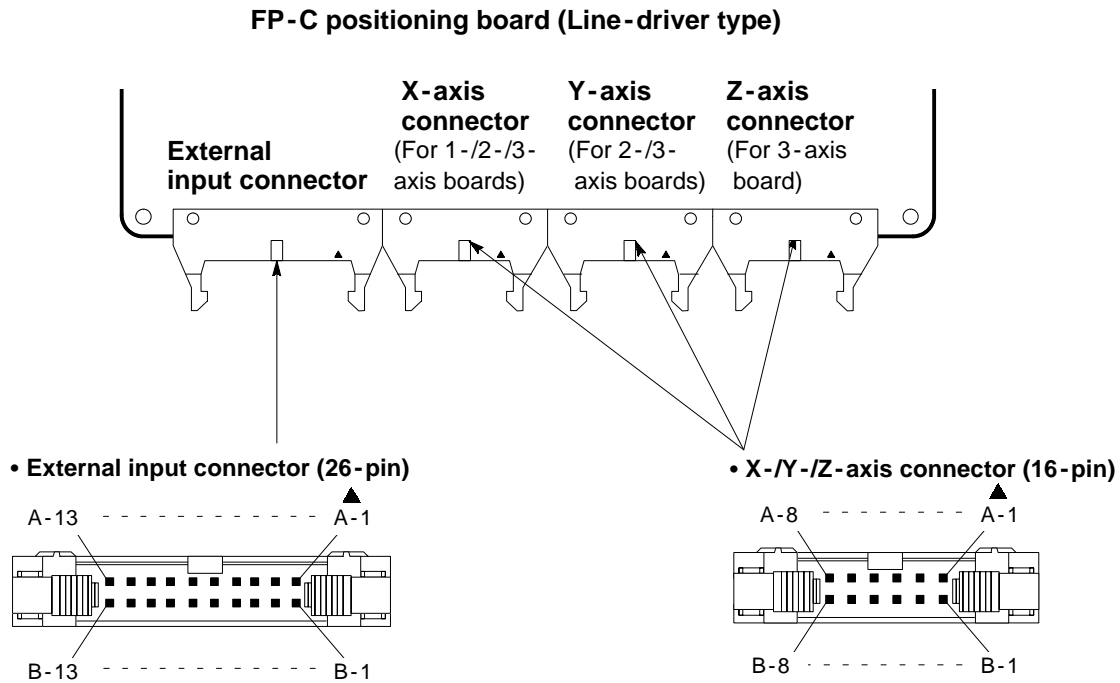 FP-C positioning board (Line-driver type)
External
input connector
X-axis
connector
(For 1-/2-/3-
axis boards)
Y-axis
connector
(For 2-/3-
axis boards)
Z-axis
connector
(For 3-axis
board)
• External input connector (26-pin)
A-13 - - - - - - - - - - A-1
B-13 - - - - - - - - - - B-1
• X-/Y-/Z-axis connector (16-pin)
A-8 - - - - - - - - - A-1
B-8 - - - - - - - - - B-1